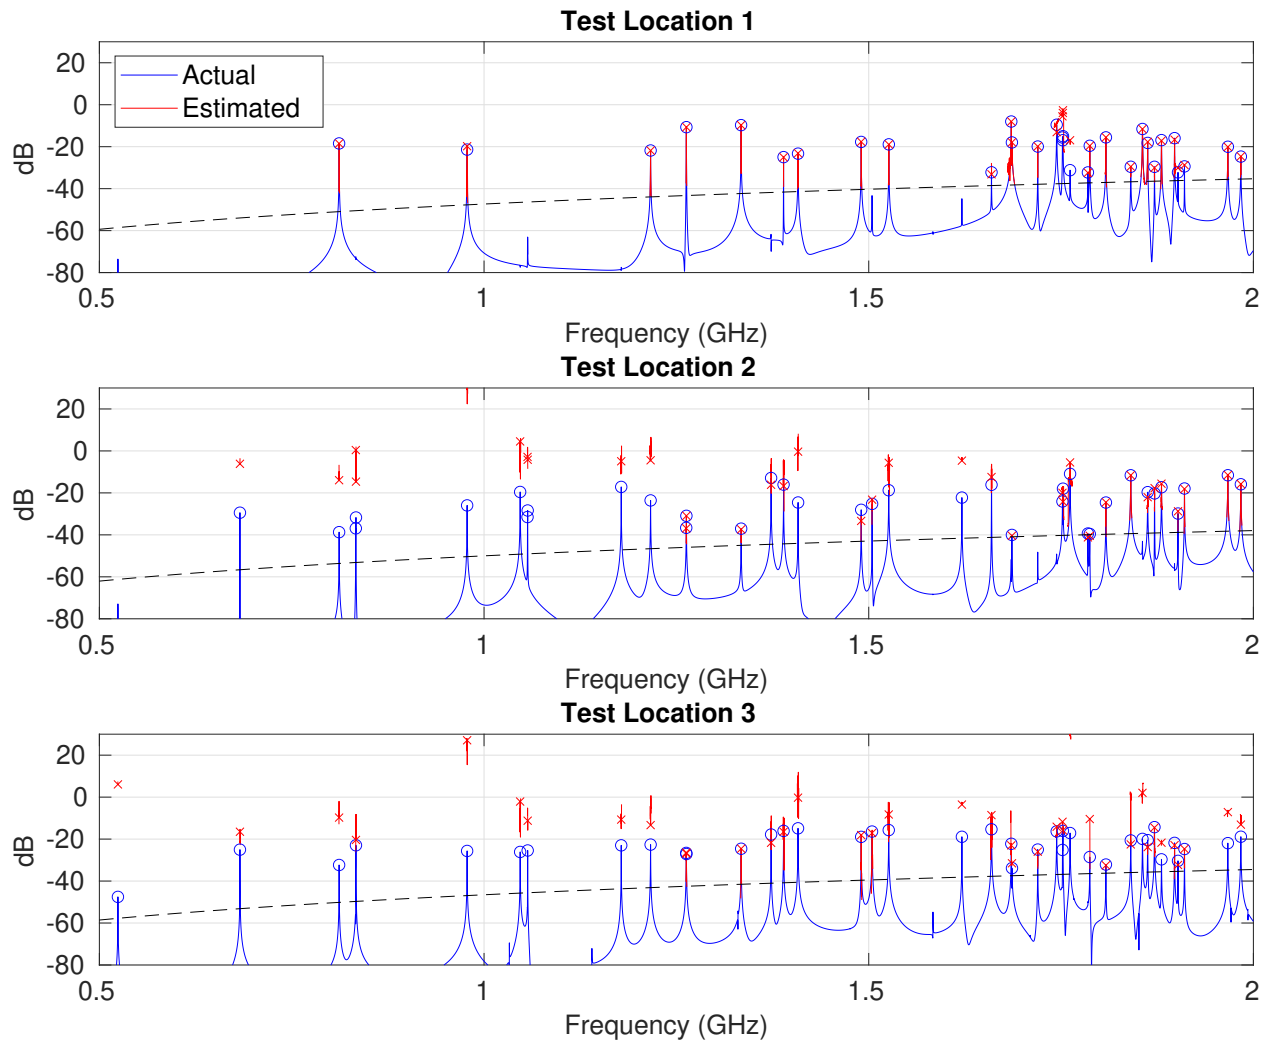 Test Location 1
20
0
-20
-40
-60
-80
dB
Actual
Estimated
0.5 1 1.5 2
Frequency (GHz)
Test Location 2
20
0
-20
-40
-60
-80
dB
0.5 1 1.5 2
Frequency (GHz)
Test Location 3
20
0
-20
-40
-60
-80
dB
0.5 1 1.5 2
Frequency (GHz)